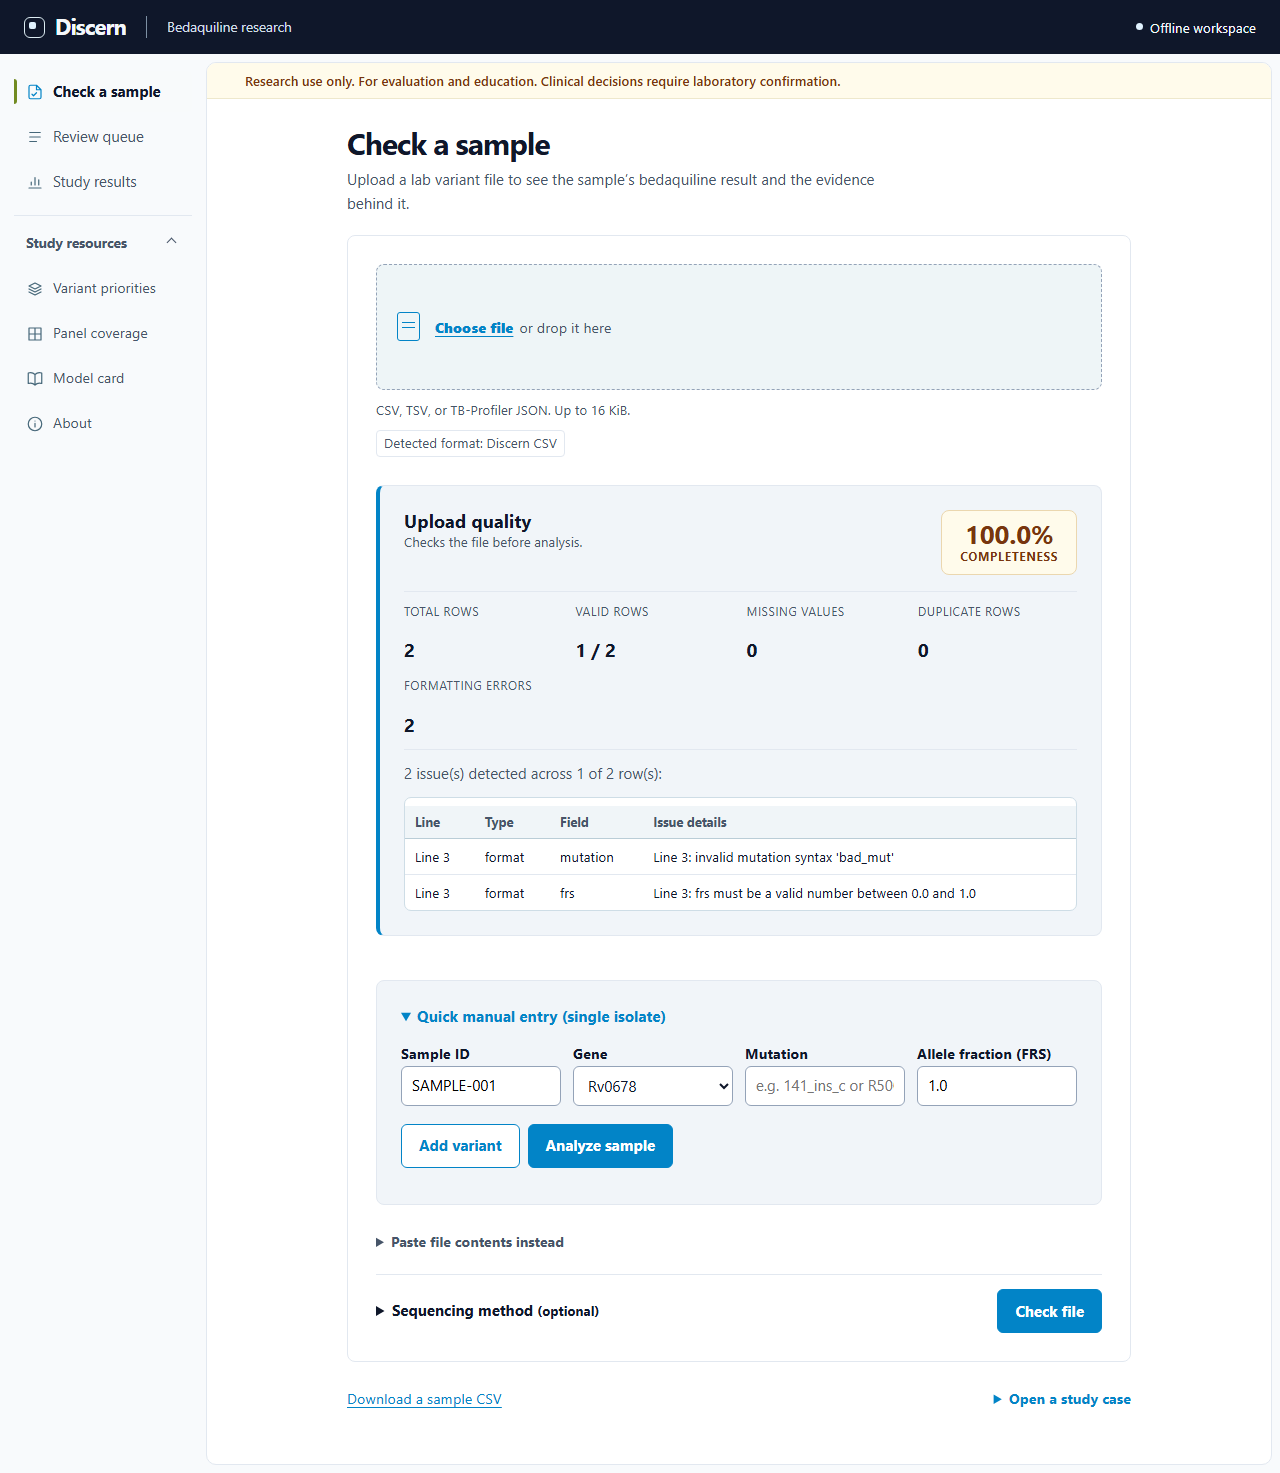 Discern
Bedaquiline research
Offline workspace
Check a sample
Review queue
Study results
Study resources
Variant priorities
Panel coverage
Model card
About
Research use only. For evaluation and education. Clinical decisions require laboratory confirmation.
Check a sample
Upload a lab variant file to see the sample's bedaquiline result and the evidence
behind it.
Choose file or drop it here
CSV, TSV, or TB-Profiler JSON. Up to 16 KiB.
Detected format: Discern CSV
Upload quality
Checks the file before analysis.
100.0%
COMPLETENESS
TOTAL ROWS
2
VALID ROWS
1 / 2
MISSING VALUES
0
DUPLICATE ROWS
0
FORMATTING ERRORS
2
2 issue(s) detected across 1 of 2 row(s):
Line Type Field Issue details
Line 3 format mutation Line 3: invalid mutation syntax 'bad_mut'
Line 3 format frs Line 3: frs must be a valid number between 0.0 and 1.0
Quick manual entry (single isolate)
Sample ID
SAMPLE-001
Gene
Rv0678
Mutation
e.g. 141_ins_c or R50
Allele fraction (FRS)
1.0
Add variant
Analyze sample
Paste file contents instead
Sequencing method (optional)
Check file
Download a sample CSV
Open a study case